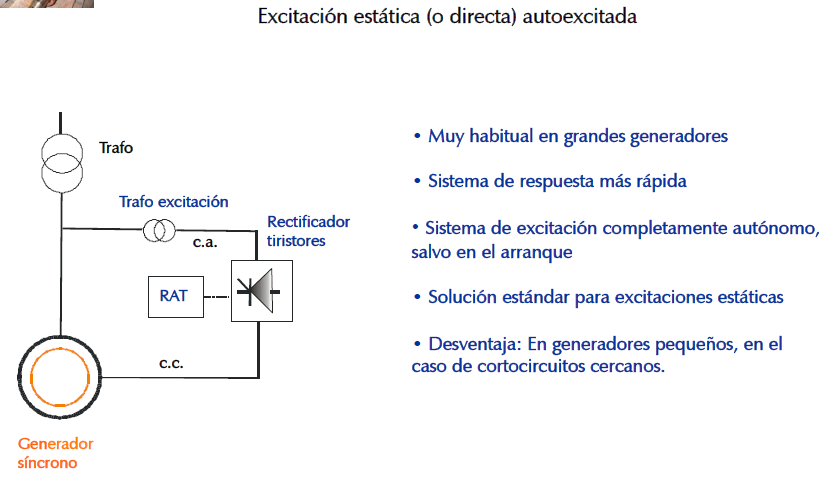 Excitación estática (o directa) autoexcitada
Trafo
Trafo excitación
Rectificador
tiristores
c.a.
RAT
c.c.
Generador
síncrono
• Muy habitual en grandes generadores
• Sistema de respuesta más rápida
• Sistema de excitación completamente autónomo,
salvo en el arranque
• Solución estándar para excitaciones estáticas
• Desventaja: En generadores pequeños, en el
caso de cortocircuitos cercanos.